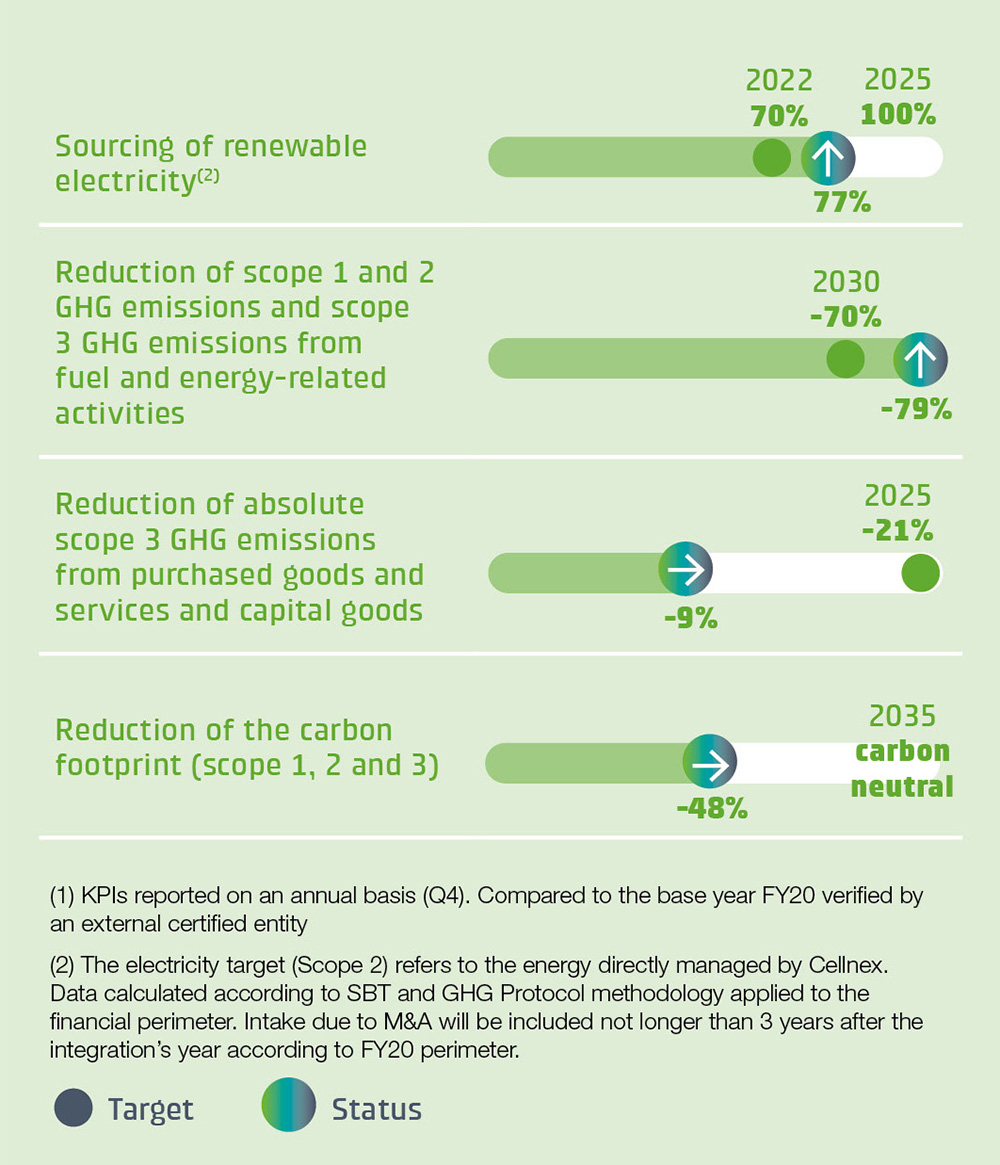 2022 2025
70% 100%
Sourcing of renewable
electricity(2)
77%
Reduction of scope 1 and 2
GHG emissions and scope
3 GHG emissions from
fuel and energy-related
activities
2030
-70%
-79%
Reduction of absolute
scope 3 GHG emissions
from purchased goods and
services and capital goods
2025
-21%
-9%
Reduction of the carbon
footprint (scope 1, 2 and 3)
2035
carbon
neutral
-48%
(1) KPIs reported on an annual basis (Q4). Compared to the base year FY20 verified by
an external certified entity
(2) The electricity target (Scope 2) refers to the energy directly managed by Cellnex.
Data calculated according to SBT and GHG Protocol methodology applied to the
financial perimeter. Intake due to M&A will be included not longer than 3 years after the
integration's year according to FY20 perimeter.
Target Status